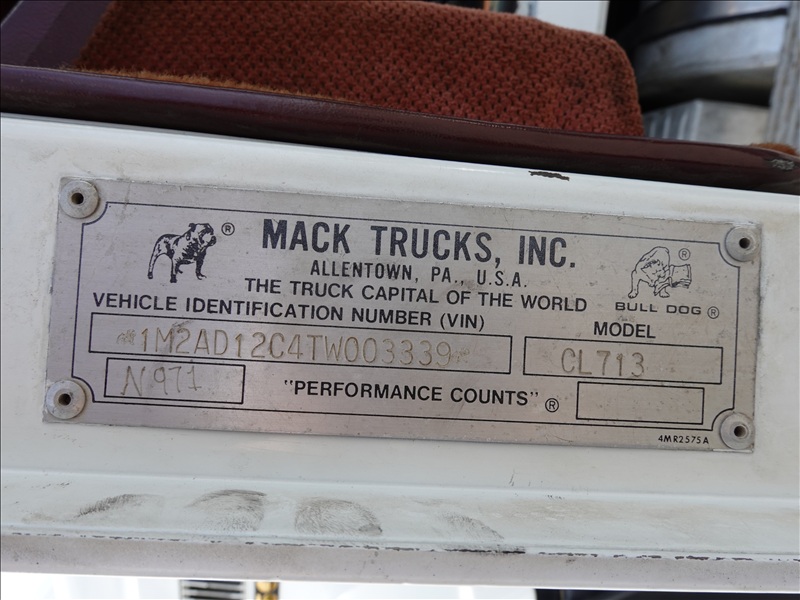 MACK TRUCKS, INC.
ALLENTOWN, PA., U.S.A.
THE TRUCK CAPITAL OF THE WORLD
BULL DOG ®
VEHICLE IDENTIFICATION NUMBER (VIN)
MODEL
1M2AD12C4TW003339
CL713
N 971
"PERFORMANCE COUNTS" ®
4MR2575A